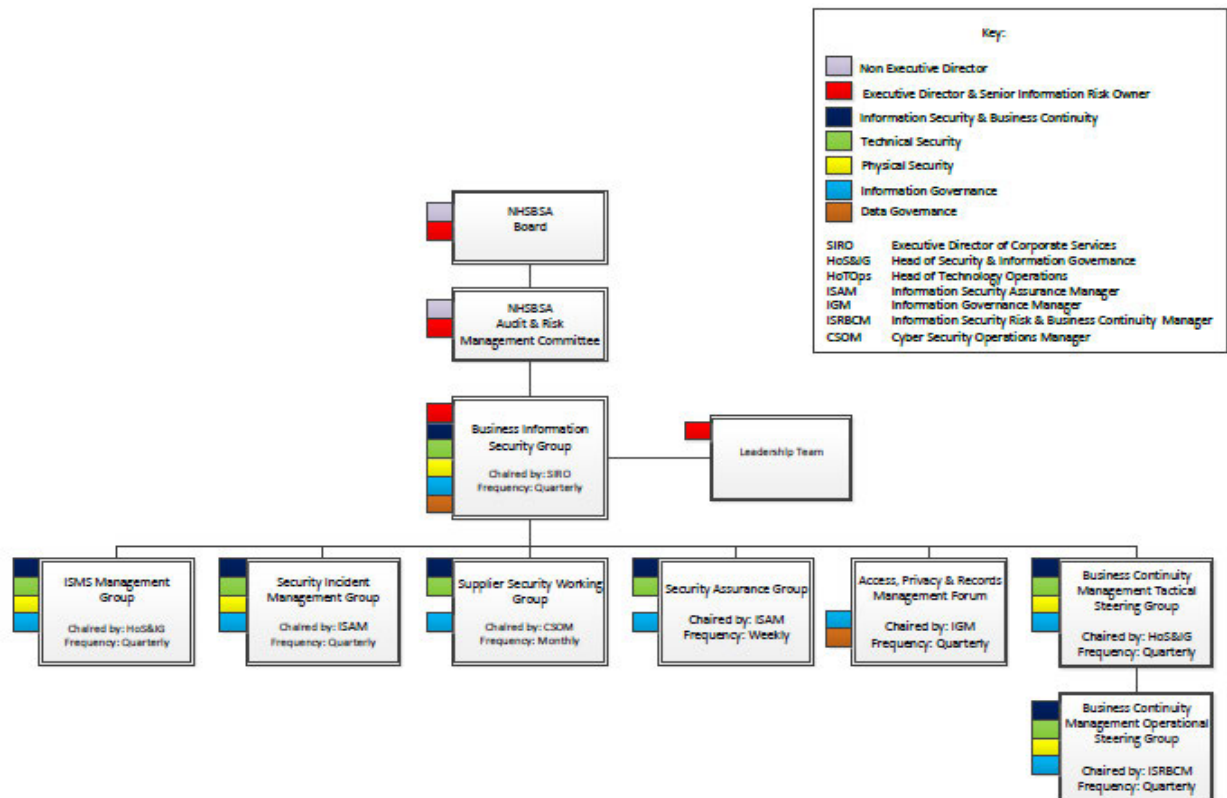 Key:
Non Executive Director
Executive Director & Senior Information Risk Owner
Information Security & Business Continuity
Technical Security
Physical Security
Information Governance
Data Governance
SIRO Executive Director of Corporate Services
HoS&IG Head of Security & Information Governance
HoTOps Head of Technology Operations
ISAM Information Security Assurance Manager
IGM Information Governance Manager
ISRBCM Information Security Risk & Business Continuity Manager
CSOM Cyber Security Operations Manager
NHSBSA
Board
NHSBSA
Audit & Risk
Management Committee
Business Information
Security Group
Chaired by: SIRO
Frequency: Quarterly
Leadership Team
ISMS Management
Group
Chaired by: HoS&IG
Frequency: Quarterly
Security Incident
Management Group
Chaired by: ISAM
Frequency: Quarterly
Supplier Security Working
Group
Chaired by: CSOM
Frequency: Monthly
Security Assurance Group
Chaired by: ISAM
Frequency: Weekly
Access, Privacy & Records
Management Forum
Chaired by: IGM
Frequency: Quarterly
Business Continuity
Management Tactical
Steering Group
Chaired by: HoS&IG
Frequency: Quarterly
Business Continuity
Management Operational
Steering Group
Chaired by: ISRBCM
Frequency: Quarterly